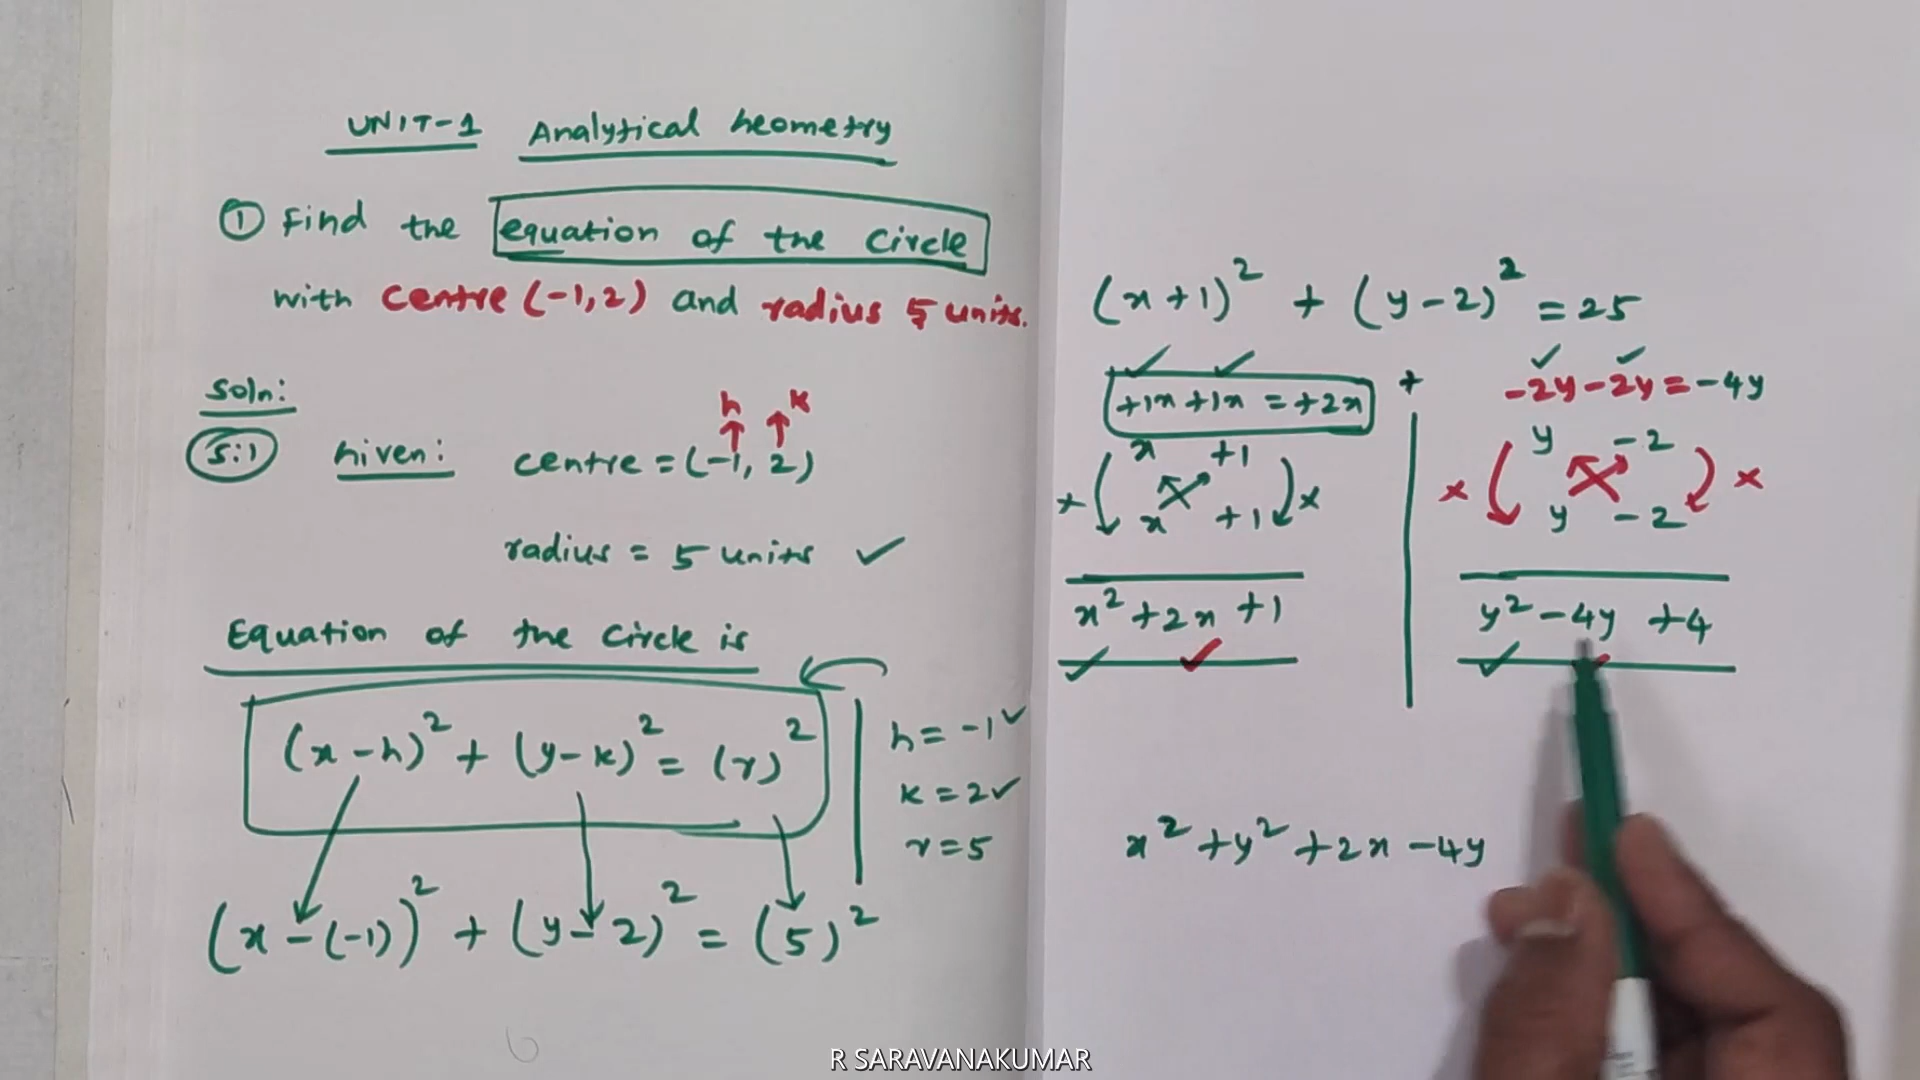 UNIT-1 Analytical Geometry
① Find the equation of the circle
with centre (-1,2) and radius 5 units.
Soln:
h k
S:1 Given: centre = (-1, 2)
radius = 5 units ✓
Equation of the circle is
(x-h)² + (y-k)² = (r)²
h = -1 ✓
k = 2 ✓
r = 5
(x-(-1))² + (y-2)² = (5)²
(x+1)² + (y-2)² = 25
+1x +1x = +2x + -2y -2y = -4y
x +1
x +1
x² +2x +1
y -2
y -2
y² -4y +4
x² + y² + 2x - 4y
R SARAVANAKUMAR